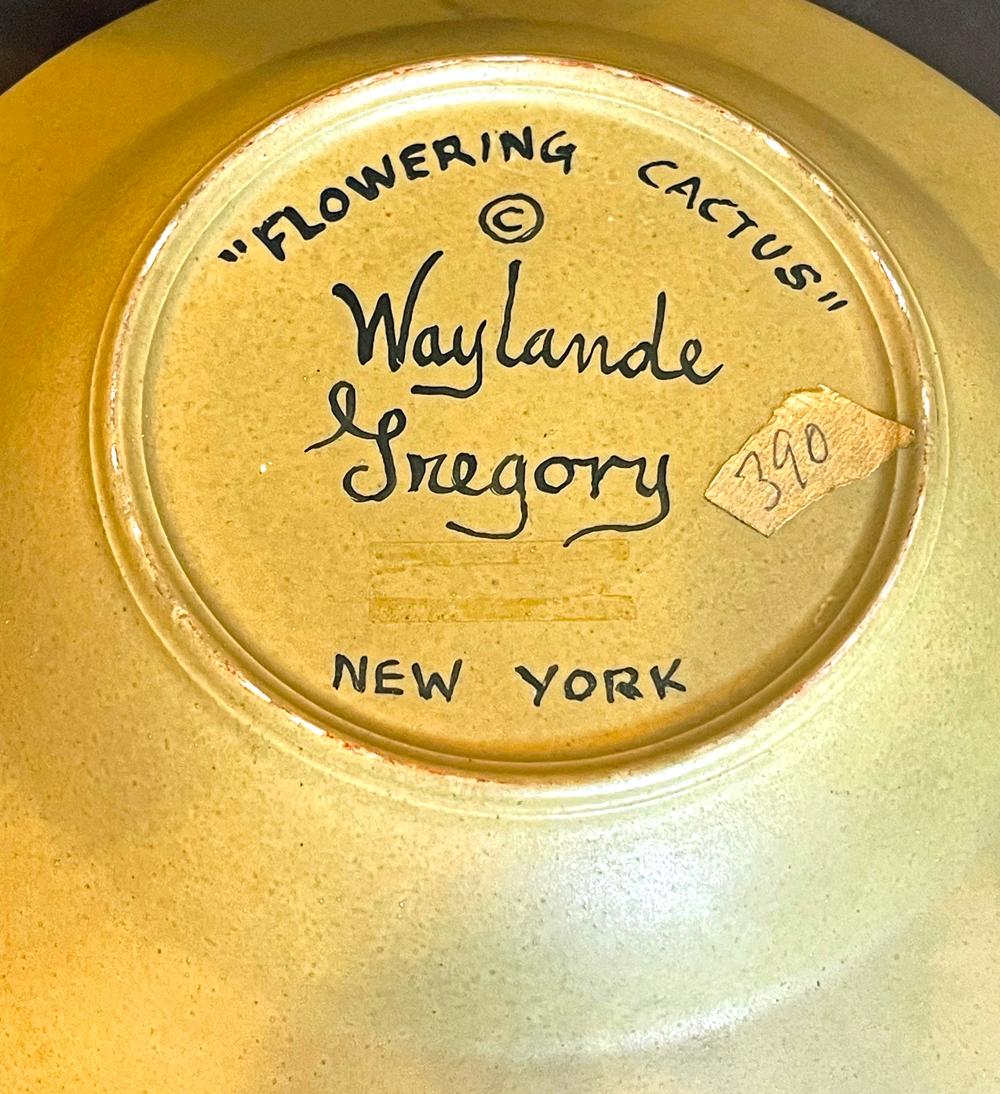 "FLOWERING CACTUS"
©
Waylande
Gregory
390
NEW YORK